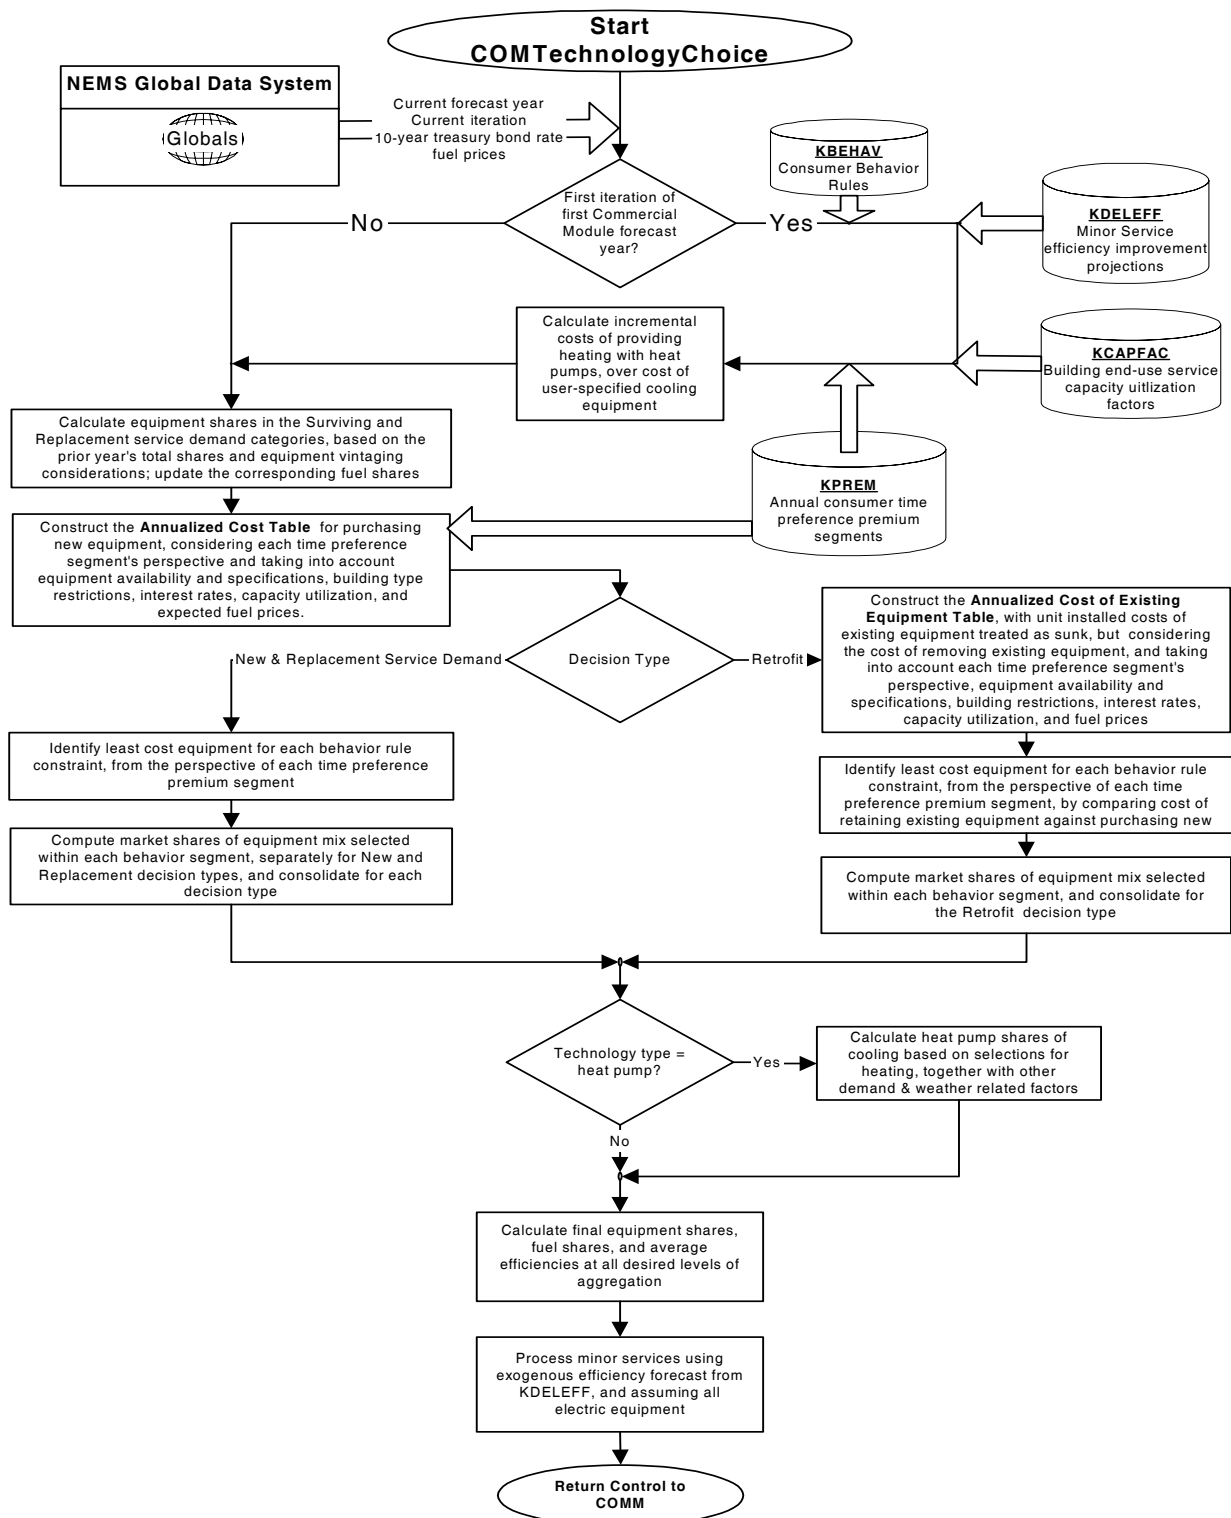 Start
COMTechnologyChoice
NEMS Global Data System
Globals
Current forecast year
Current iteration
10-year treasury bond rate
fuel prices
KBEHAV
Consumer Behavior
Rules
First iteration of
first Commercial
Module forecast
year?
No
Yes
KDELEFF
Minor Service
efficiency improvement
projections
Calculate incremental
costs of providing
heating with heat
pumps, over cost of
user-specified cooling
equipment
KCAPFAC
Building end-use service
capacity uitlization
factors
Calculate equipment shares in the Surviving and
Replacement service demand categories, based on the
prior year's total shares and equipment vintaging
considerations; update the corresponding fuel shares
KPREM
Annual consumer time
preference premium
segments
Construct the Annualized Cost Table for purchasing
new equipment, considering each time preference
segment's perspective and taking into account
equipment availability and specifications, building type
restrictions, interest rates, capacity utilization, and
expected fuel prices.
Decision Type
New & Replacement Service Demand
Retrofit
Construct the Annualized Cost of Existing
Equipment Table, with unit installed costs of
existing equipment treated as sunk, but considering
the cost of removing existing equipment, and taking
into account each time preference segment's
perspective, equipment availability and
specifications, building restrictions, interest rates,
capacity utilization, and fuel prices
Identify least cost equipment for each behavior rule
constraint, from the perspective of each time preference
premium segment
Identify least cost equipment for each behavior rule
constraint, from the perspective of each time
preference premium segment, by comparing cost of
retaining existing equipment against purchasing new
Compute market shares of equipment mix selected
within each behavior segment, separately for New and
Replacement decision types, and consolidate for each
decision type
Compute market shares of equipment mix selected
within each behavior segment, and consolidate for
the Retrofit decision type
Technology type =
heat pump?
Yes
No
Calculate heat pump shares of
cooling based on selections for
heating, together with other
demand & weather related factors
Calculate final equipment shares,
fuel shares, and average
efficiencies at all desired levels of
aggregation
Process minor services using
exogenous efficiency forecast from
KDELEFF, and assuming all
electric equipment
Return Control to
COMM